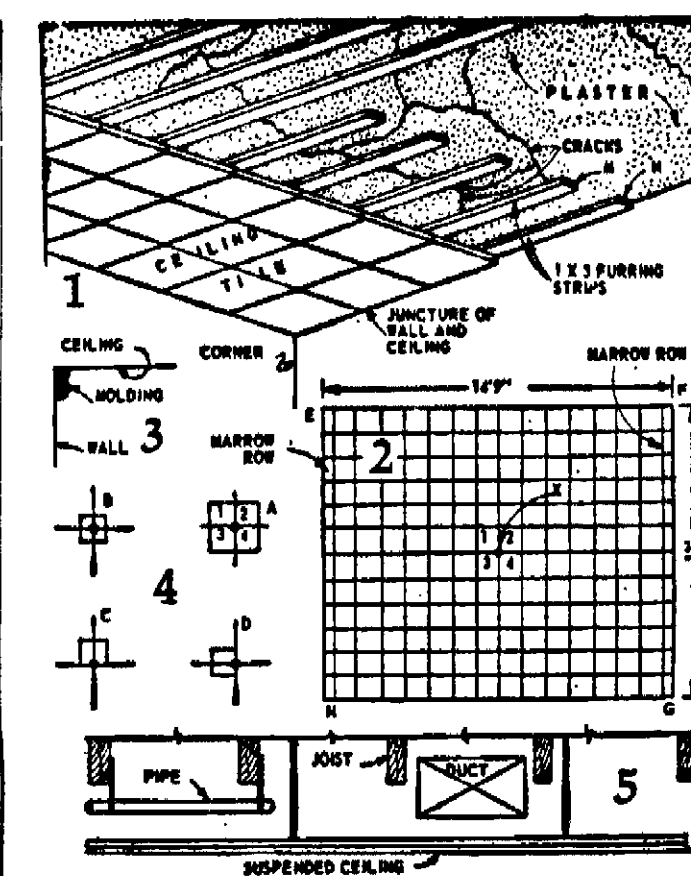 PLASTER
CRACKS
M
N
CEILING
TILE
1 X 3 FURRING
STRIPS
1
JUNCTURE OF
WALL AND
CEILING
CEILING
CORNER
MOLDING
3
WALL
NARROW ROW
14'9"
E
F
NARROW
ROW
2
X
1 2
3 4
H
G
B
1 2
3 4
A
4
C
D
JOIST
PIPE
DUCT
5
SUSPENDED CEILING